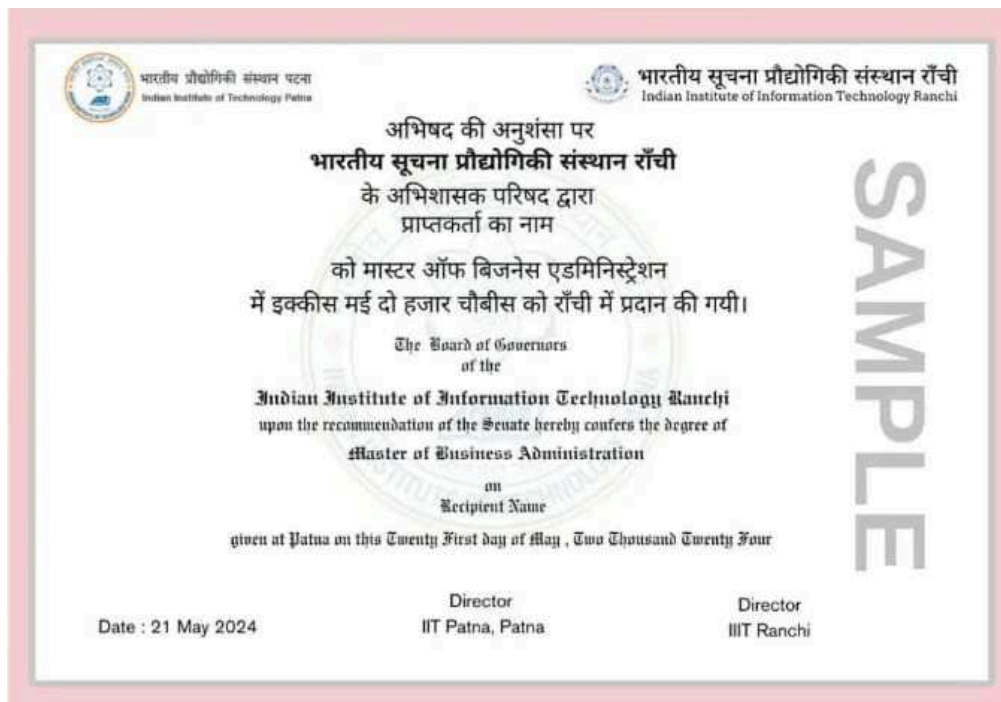 भारतीय प्रौद्योगिकी संस्थान पटना
Indian Institute of Technology Patna
भारतीय सूचना प्रौद्योगिकी संस्थान राँची
Indian Institute of Information Technology Ranchi
अभिषद की अनुशंसा पर
भारतीय सूचना प्रौद्योगिकी संस्थान राँची
के अभिशासक परिषद द्वारा
प्राप्तकर्ता का नाम
को मास्टर ऑफ बिजनेस एडमिनिस्ट्रेशन
में इक्कीस मई दो हजार चौबीस को राँची में प्रदान की गयी।
The Board of Governors
of the
Indian Institute of Information Technology Ranchi
upon the recommendation of the Senate hereby confers the degree of
Master of Business Administration
on
Recipient Name
given at Patna on this Twenty First day of May , Two Thousand Twenty Four
Date : 21 May 2024
Director
IIT Patna, Patna
Director
IIIT Ranchi
SAMPLE